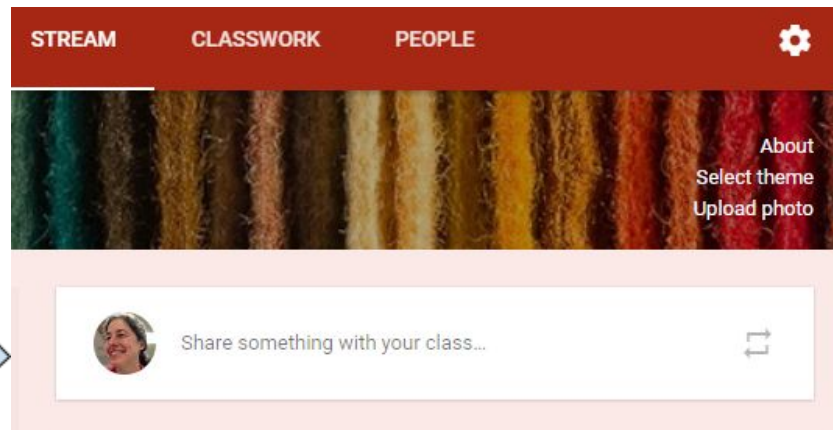 STREAM CLASSWORK PEOPLE
About
Select theme
Upload photo
Share something with your class...